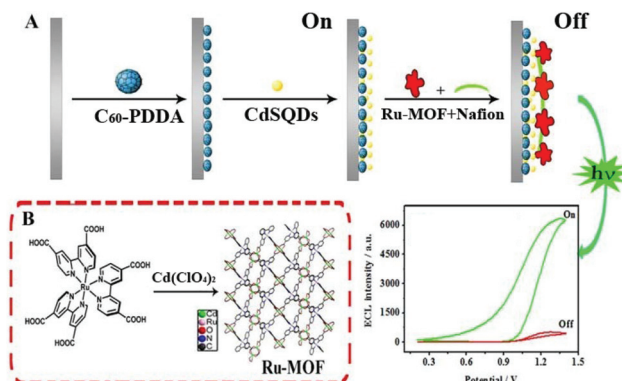 A
On
Off
C60-PDDA
CdSQDs
Ru-MOF+Nafion
hν
B
COOH
HOOC
COOH
HOOC
COOH
HOOC
COOH
N
N
N
Ru
N
N
N
Cd(ClO4)2
Cd
Ru
O
N
C
Ru-MOF
ECL intensity / a.u.
6000
4500
3000
1500
0
On
Off
0.3
0.6
0.9
1.2
1.5
Potential / V